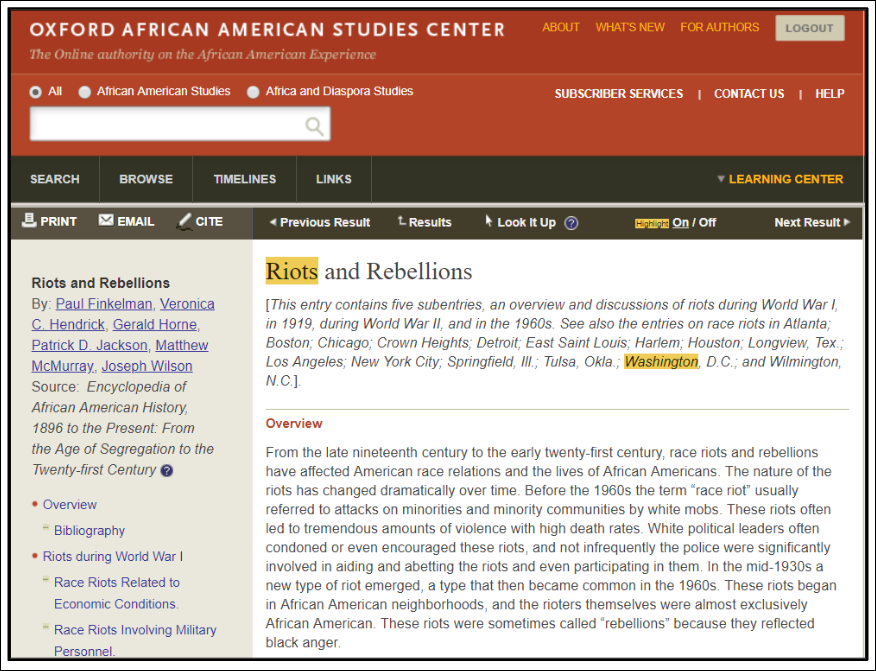 OXFORD AFRICAN AMERICAN STUDIES CENTER
The Online authority on the African American Experience
ABOUT WHAT'S NEW FOR AUTHORS LOGOUT
All African American Studies Africa and Diaspora Studies
SUBSCRIBER SERVICES | CONTACT US | HELP
SEARCH BROWSE TIMELINES LINKS LEARNING CENTER
PRINT EMAIL CITE Previous Result Results Look It Up ? Highlight On / Off Next Result
Riots and Rebellions
By: Paul Finkelman, Veronica
C. Hendrick, Gerald Horne,
Patrick D. Jackson, Matthew
McMurray, Joseph Wilson
Source: Encyclopedia of
African American History,
1896 to the Present: From
the Age of Segregation to the
Twenty-first Century ?
Overview
Bibliography
Riots during World War I
Race Riots Related to
Economic Conditions.
Race Riots Involving Military
Personnel.
Riots and Rebellions
[This entry contains five subentries, an overview and discussions of riots during World War I,
in 1919, during World War II, and in the 1960s. See also the entries on race riots in Atlanta;
Boston; Chicago; Crown Heights; Detroit; East Saint Louis; Harlem; Houston; Longview, Tex.;
Los Angeles; New York City; Springfield, Ill.; Tulsa, Okla.; Washington, D.C.; and Wilmington,
N.C.].
Overview
From the late nineteenth century to the early twenty-first century, race riots and rebellions
have affected American race relations and the lives of African Americans. The nature of the
riots has changed dramatically over time. Before the 1960s the term “race riot” usually
referred to attacks on minorities and minority communities by white mobs. These riots often
led to tremendous amounts of violence with high death rates. White political leaders often
condoned or even encouraged these riots, and not infrequently the police were significantly
involved in aiding and abetting the riots and even participating in them. In the mid-1930s a
new type of riot emerged, a type that then became common in the 1960s. These riots began
in African American neighborhoods, and the rioters themselves were almost exclusively
African American. These riots were sometimes called “rebellions” because they reflected
black anger.